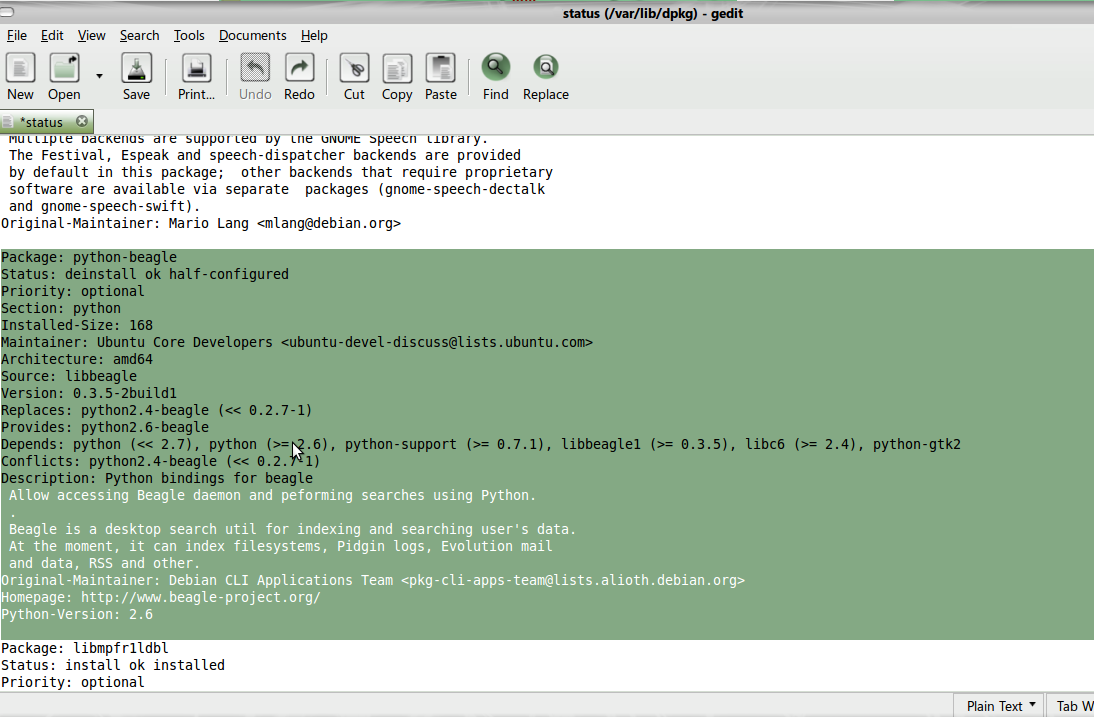 status (/var/lib/dpkg) - gedit
File Edit View Search Tools Documents Help
New Open Save Print... Undo Redo Cut Copy Paste Find Replace
*status
Multiple backends are supported by the GNOME Speech library.
The Festival, Espeak and speech-dispatcher backends are provided
by default in this package;  other backends that require proprietary
software are available via separate  packages (gnome-speech-dectalk
and gnome-speech-swift).
Original-Maintainer: Mario Lang <mlang@debian.org>
Package: python-beagle
Status: deinstall ok half-configured
Priority: optional
Section: python
Installed-Size: 168
Maintainer: Ubuntu Core Developers <ubuntu-devel-discuss@lists.ubuntu.com>
Architecture: amd64
Source: libbeagle
Version: 0.3.5-2build1
Replaces: python2.4-beagle (<< 0.2.7-1)
Provides: python2.6-beagle
Depends: python (<< 2.7), python (>= 2.6), python-support (>= 0.7.1), libbeagle1 (>= 0.3.5), libc6 (>= 2.4), python-gtk2
Conflicts: python2.4-beagle (<< 0.2.7-1)
Description: Python bindings for beagle
Allow accessing Beagle daemon and peforming searches using Python.
.
Beagle is a desktop search util for indexing and searching user's data.
At the moment, it can index filesystems, Pidgin logs, Evolution mail
and data, RSS and other.
Original-Maintainer: Debian CLI Applications Team <pkg-cli-apps-team@lists.alioth.debian.org>
Homepage: http://www.beagle-project.org/
Python-Version: 2.6
Package: libmpfr1ldbl
Status: install ok installed
Priority: optional
Plain Text Tab W